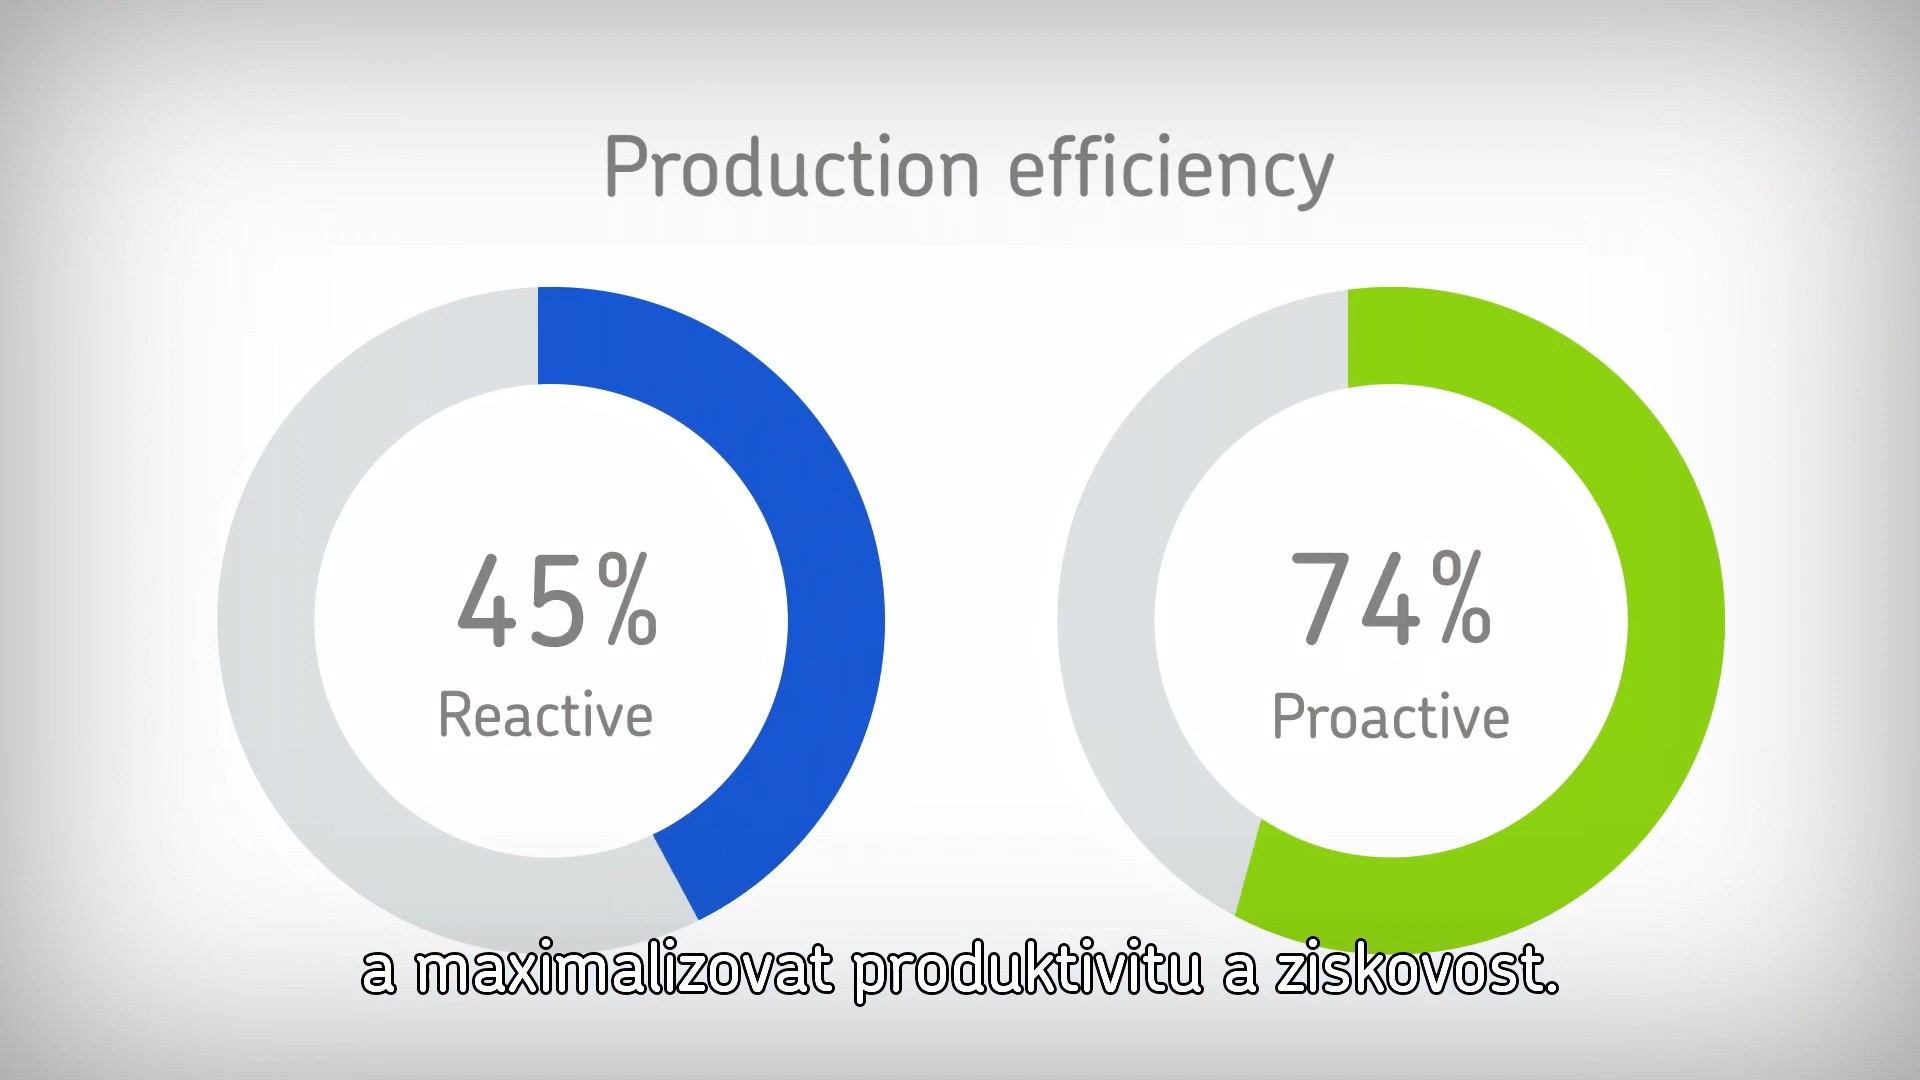 Production efficiency
45%
Reactive
74%
Proactive
a maximalizovat produktivitu a ziskovost.